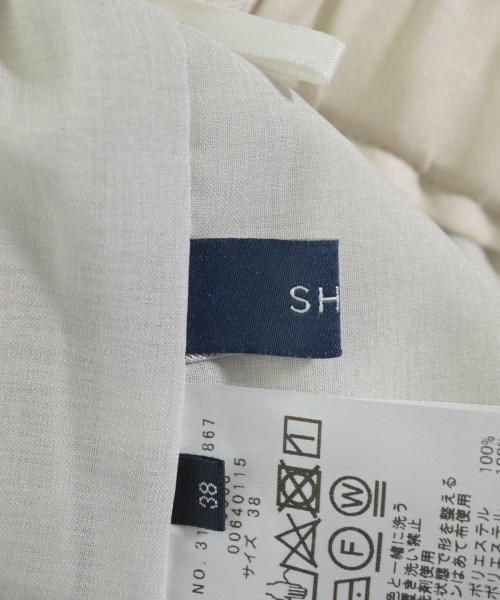 SH
38
867
NO. 31
00640115
サイズ 38
W
F
100%
100%
ポリエステル
ポリエステル
色と一緒に洗う
き洗い禁止
洗剤使用
状態で形を整える
ンはあて布使用